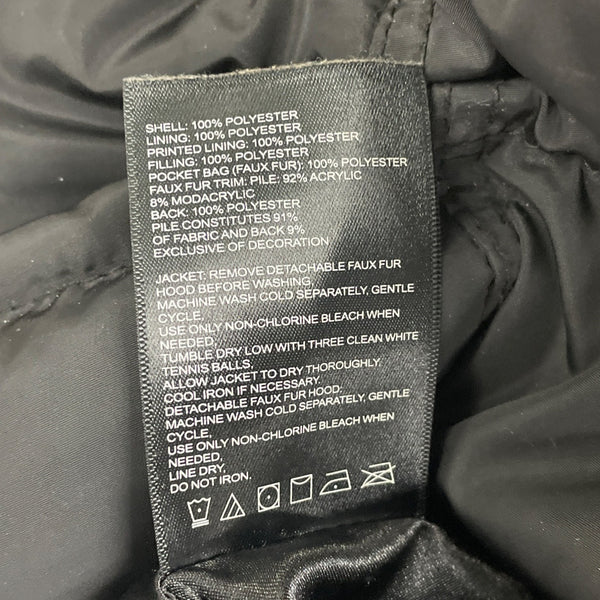 SHELL: 100% POLYESTER
LINING: 100% POLYESTER
PRINTED LINING: 100% POLYESTER
FILLING: 100% POLYESTER
POCKET BAG (FAUX FUR): 100% POLYESTER
FAUX FUR TRIM: PILE: 92% ACRYLIC
8% MODACRYLIC
BACK: 100% POLYESTER
PILE CONSTITUTES 91%
OF FABRIC AND BACK 9%
EXCLUSIVE OF DECORATION
JACKET: REMOVE DETACHABLE FAUX FUR
HOOD BEFORE WASHING.
MACHINE WASH COLD SEPARATELY, GENTLE
CYCLE.
USE ONLY NON-CHLORINE BLEACH WHEN
NEEDED.
TUMBLE DRY LOW WITH THREE CLEAN WHITE
TENNIS BALLS.
ALLOW JACKET TO DRY THOROUGHLY.
COOL IRON IF NECESSARY.
DETACHABLE FAUX FUR HOOD:
MACHINE WASH COLD SEPARATELY, GENTLE
CYCLE.
USE ONLY NON-CHLORINE BLEACH WHEN
NEEDED.
LINE DRY.
DO NOT IRON.